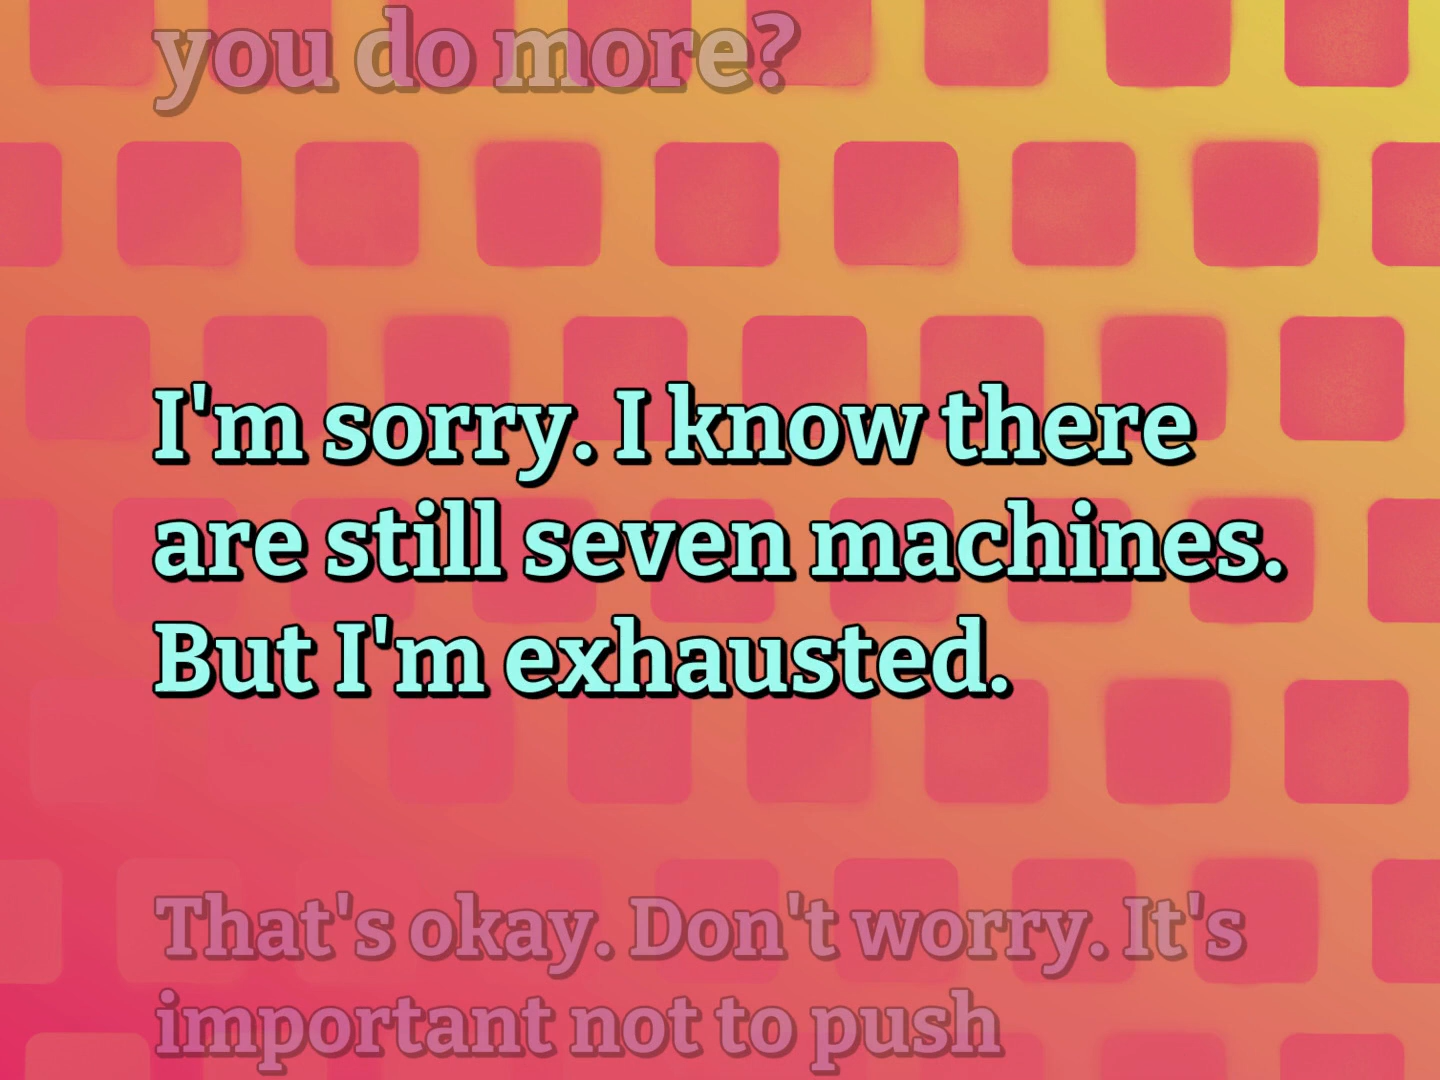 you do more?
I'm sorry. I know there
are still seven machines.
But I'm exhausted.
That's okay. Don't worry. It's
important not to push